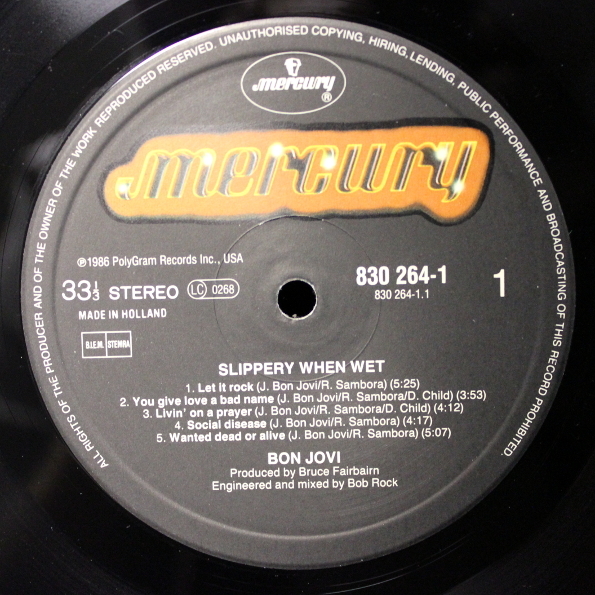 ALL RIGHTS OF THE PRODUCER AND OF THE OWNER OF THE WORK REPRODUCED RESERVED. UNAUTHORISED COPYING, HIRING, LENDING, PUBLIC PERFORMANCE AND BROADCASTING OF THIS RECORD PROHIBITED.
mercury ®
mercury
℗1986 PolyGram Records Inc., USA
33⅓ STEREO LC 0268
MADE IN HOLLAND
830 264-1
830 264-1.1
1
B.I.E.M. STEMRA
SLIPPERY WHEN WET
1. Let it rock (J. Bon Jovi/R. Sambora) (5:25)
2. You give love a bad name (J. Bon Jovi/R. Sambora/D. Child) (3:53)
3. Livin' on a prayer (J. Bon Jovi/R. Sambora/D. Child) (4:12)
4. Social disease (J. Bon Jovi/R. Sambora) (4:17)
5. Wanted dead or alive (J. Bon Jovi/R. Sambora) (5:07)
BON JOVI
Produced by Bruce Fairbairn
Engineered and mixed by Bob Rock